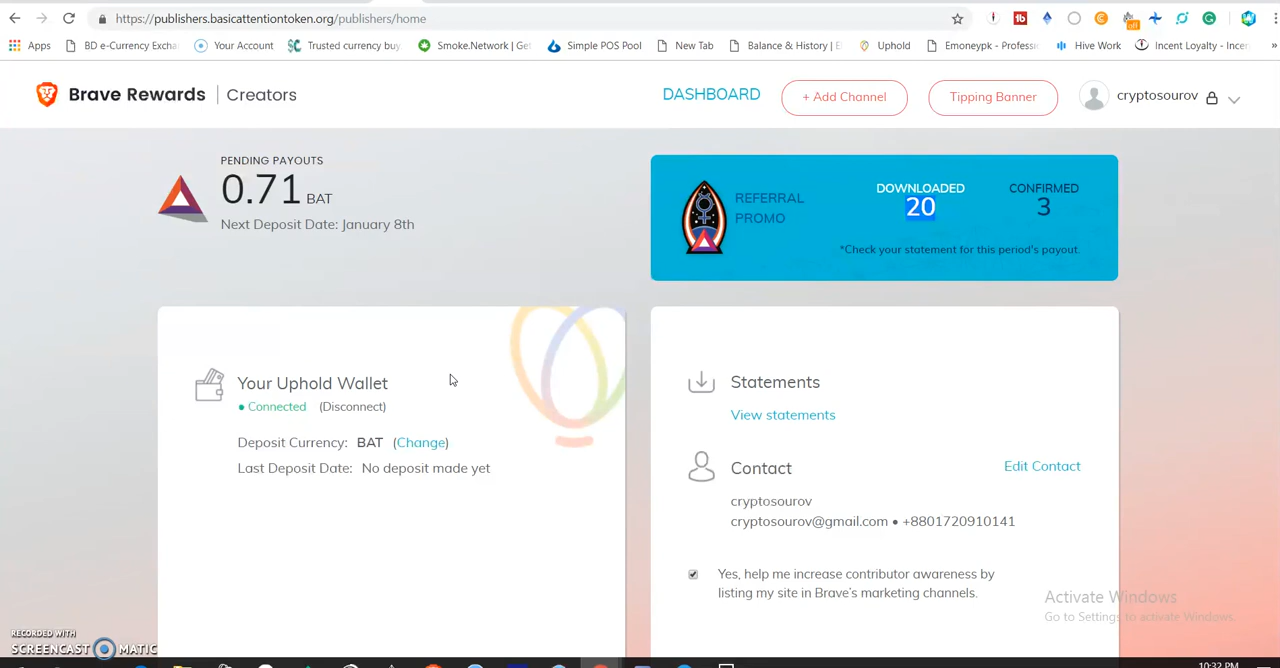 https://publishers.basicattentiontoken.org/publishers/home
Apps BD e-Currency Excha Your Account Trusted currency buy Smoke.Network | Get Simple POS Pool New Tab Balance & History | E Uphold Emoneypk - Profess Hive Work Incent Loyalty - Incen »
Brave Rewards | Creators DASHBOARD + Add Channel Tipping Banner cryptosourov
PENDING PAYOUTS
0.71 BAT
Next Deposit Date: January 8th
REFERRAL
PROMO
DOWNLOADED
20
CONFIRMED
3
*Check your statement for this period's payout.
Your Uphold Wallet
• Connected (Disconnect)
Deposit Currency: BAT (Change)
Last Deposit Date: No deposit made yet
Statements
View statements
Contact Edit Contact
cryptosourov
cryptosourov@gmail.com • +8801720910141
Yes, help me increase contributor awareness by
listing my site in Brave's marketing channels.
Activate Windows
Go to Settings to activate Windows.
RECORDED WITH
SCREENCAST MATIC
10:32 PM